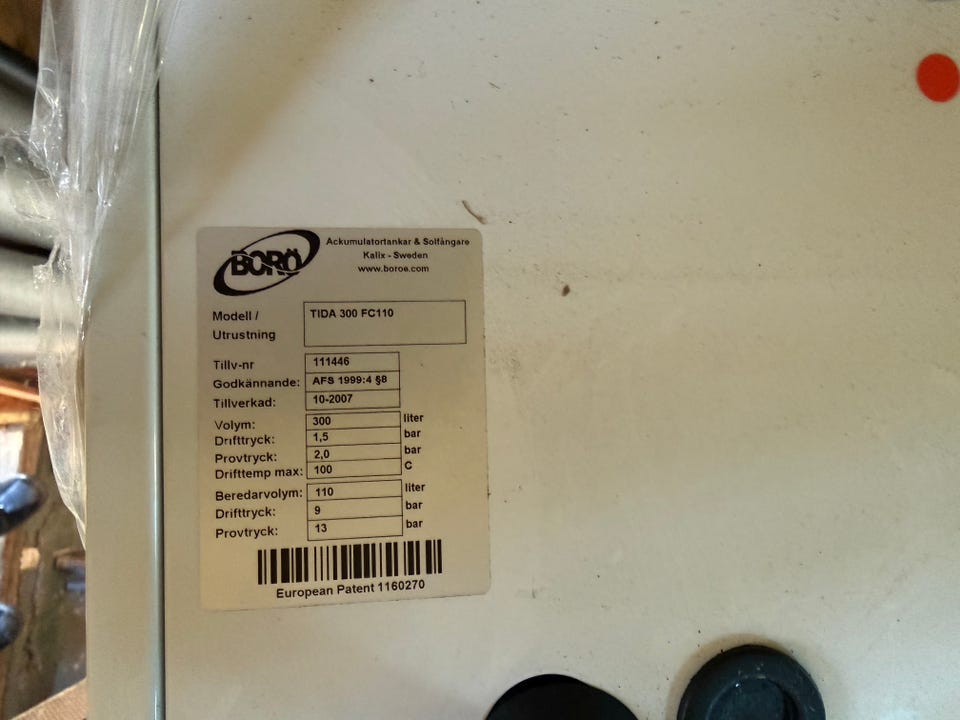 BORÖ
Ackumulatortankar & Solfångare
Kalix - Sweden
www.boroe.com
Modell / Utrustning TIDA 300 FC110
Tillv-nr 111446
Godkännande: AFS 1999:4 §8
Tillverkad: 10-2007
Volym: 300 liter
Drifttryck: 1,5 bar
Provtryck: 2,0 bar
Drifttemp max: 100 C
Beredarvolym: 110 liter
Drifttryck: 9 bar
Provtryck: 13 bar
European Patent 1160270